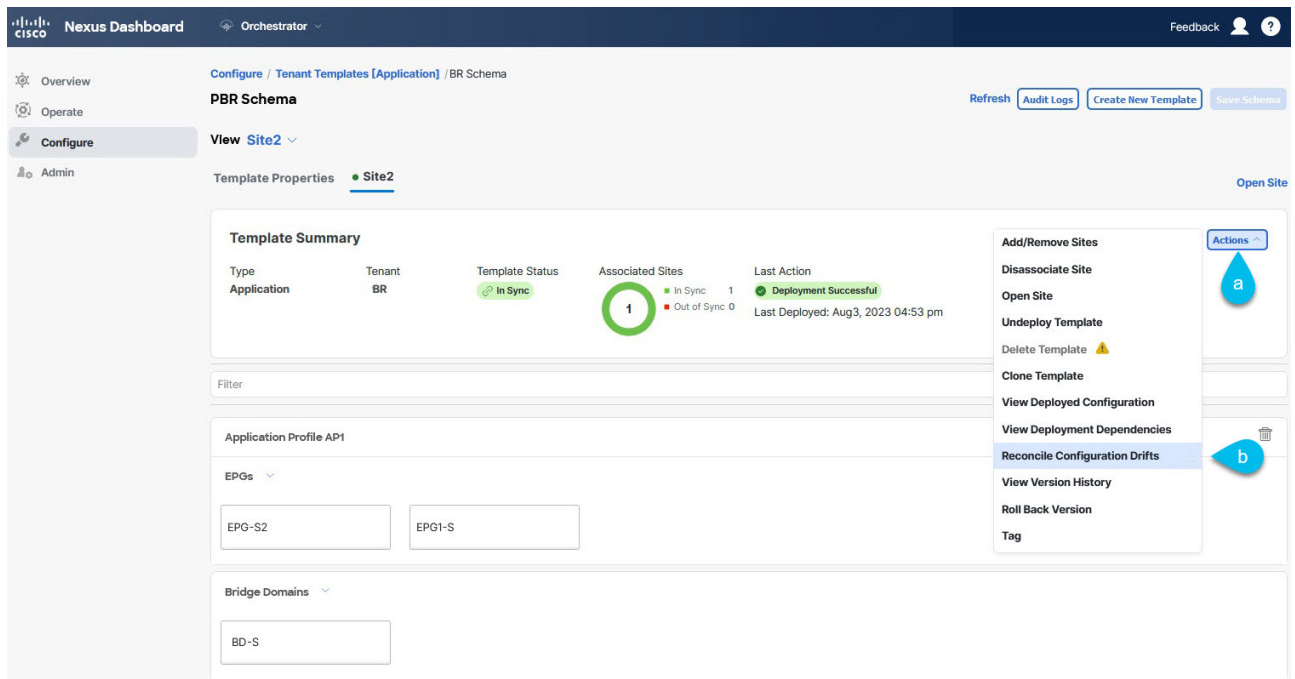 CISCO Nexus Dashboard Orchestrator Feedback ?
Overview
Operate
Configure
Admin
Configure / Tenant Templates [Application] /BR Schema
PBR Schema
Refresh Audit Logs Create New Template Save Schema
View Site2
Template Properties Site2
Open Site
Template Summary
Actions
a
Type Tenant Template Status Associated Sites Last Action
Application BR In Sync 1 In Sync 1 Deployment Successful
Out of Sync 0
Last Deployed: Aug3, 2023 04:53 pm
Add/Remove Sites
Disassociate Site
Open Site
Undeploy Template
Delete Template
Clone Template
View Deployed Configuration
View Deployment Dependencies
Reconcile Configuration Drifts
b
View Version History
Roll Back Version
Tag
Filter
Application Profile AP1
EPGs
EPG-S2 EPG1-S
Bridge Domains
BD-S